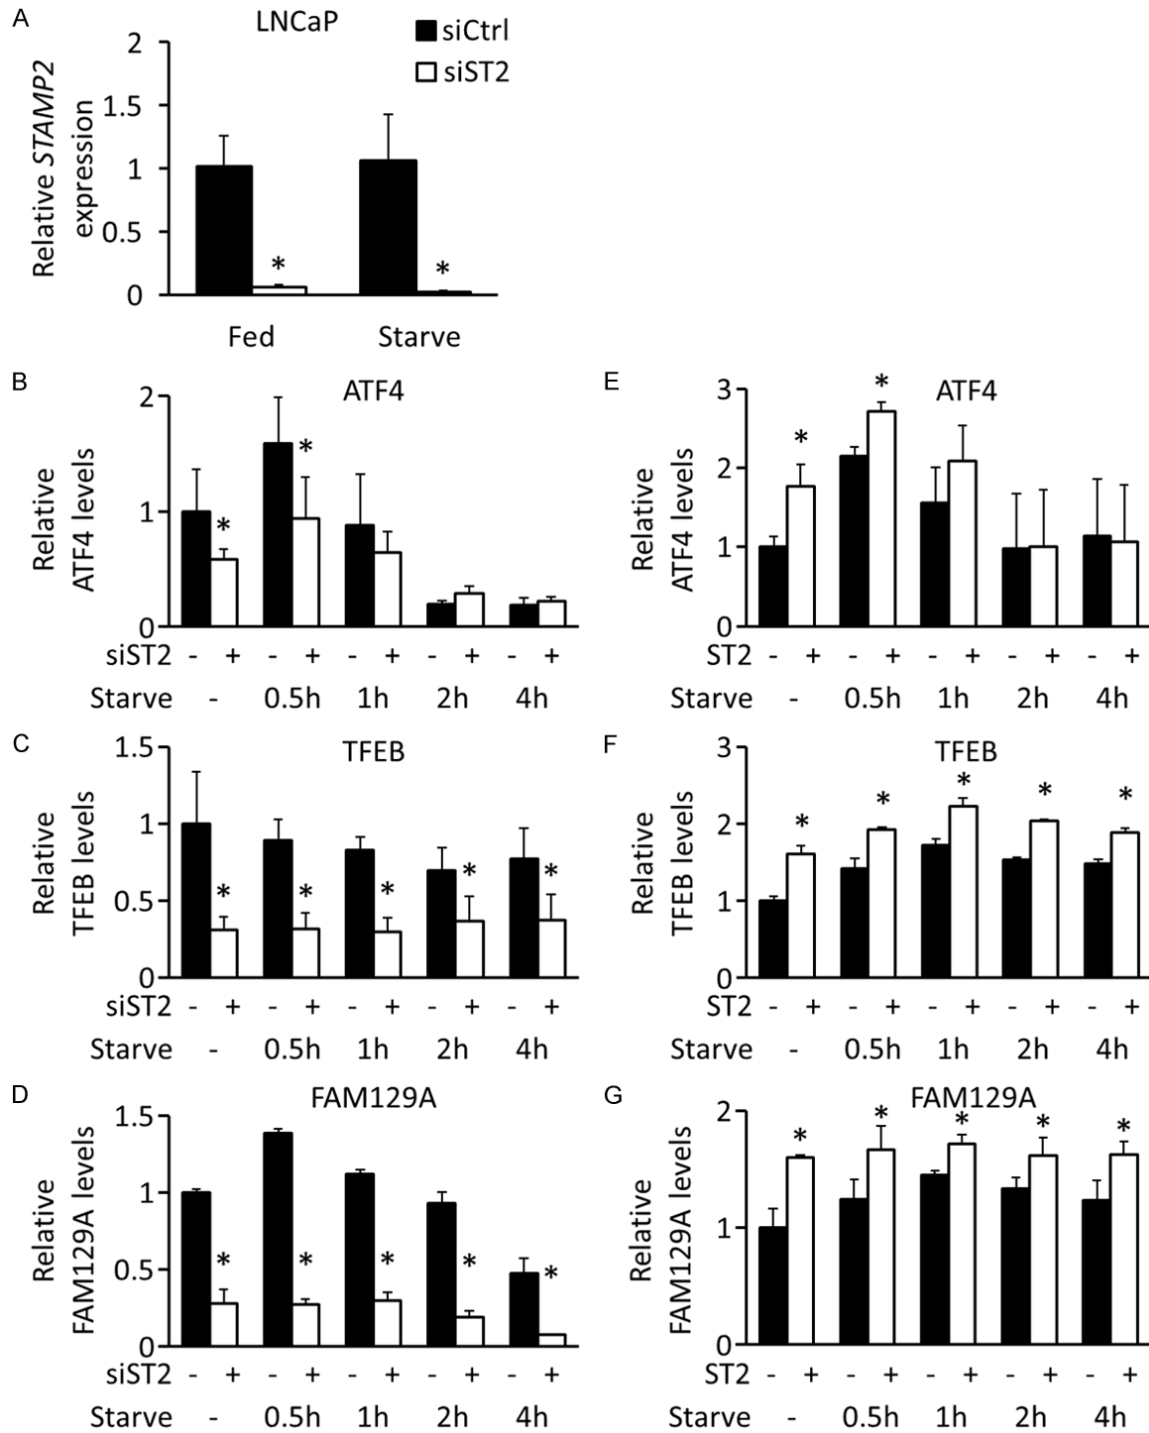 A
LNCaP
siCtrl
siST2
Relative STAMP2
expression
2
1.5
1
0.5
0
*
*
Fed
Starve
B
ATF4
Relative
ATF4 levels
2
1
0
*
*
siST2 - + - + - + - + - +
Starve - 0.5h 1h 2h 4h
E
ATF4
Relative
ATF4 levels
3
2
1
0
*
*
ST2 - + - + - + - + - +
Starve - 0.5h 1h 2h 4h
C
TFEB
Relative
TFEB levels
1.5
1
0.5
0
* * * * *
siST2 - + - + - + - + - +
Starve - 0.5h 1h 2h 4h
F
TFEB
Relative
TFEB levels
3
2
1
0
* * * * *
ST2 - + - + - + - + - +
Starve - 0.5h 1h 2h 4h
D
FAM129A
Relative
FAM129A levels
1.5
1
0.5
0
* * * * *
siST2 - + - + - + - + - +
Starve - 0.5h 1h 2h 4h
G
FAM129A
Relative
FAM129A levels
2
1
0
* * * * *
ST2 - + - + - + - + - +
Starve - 0.5h 1h 2h 4h